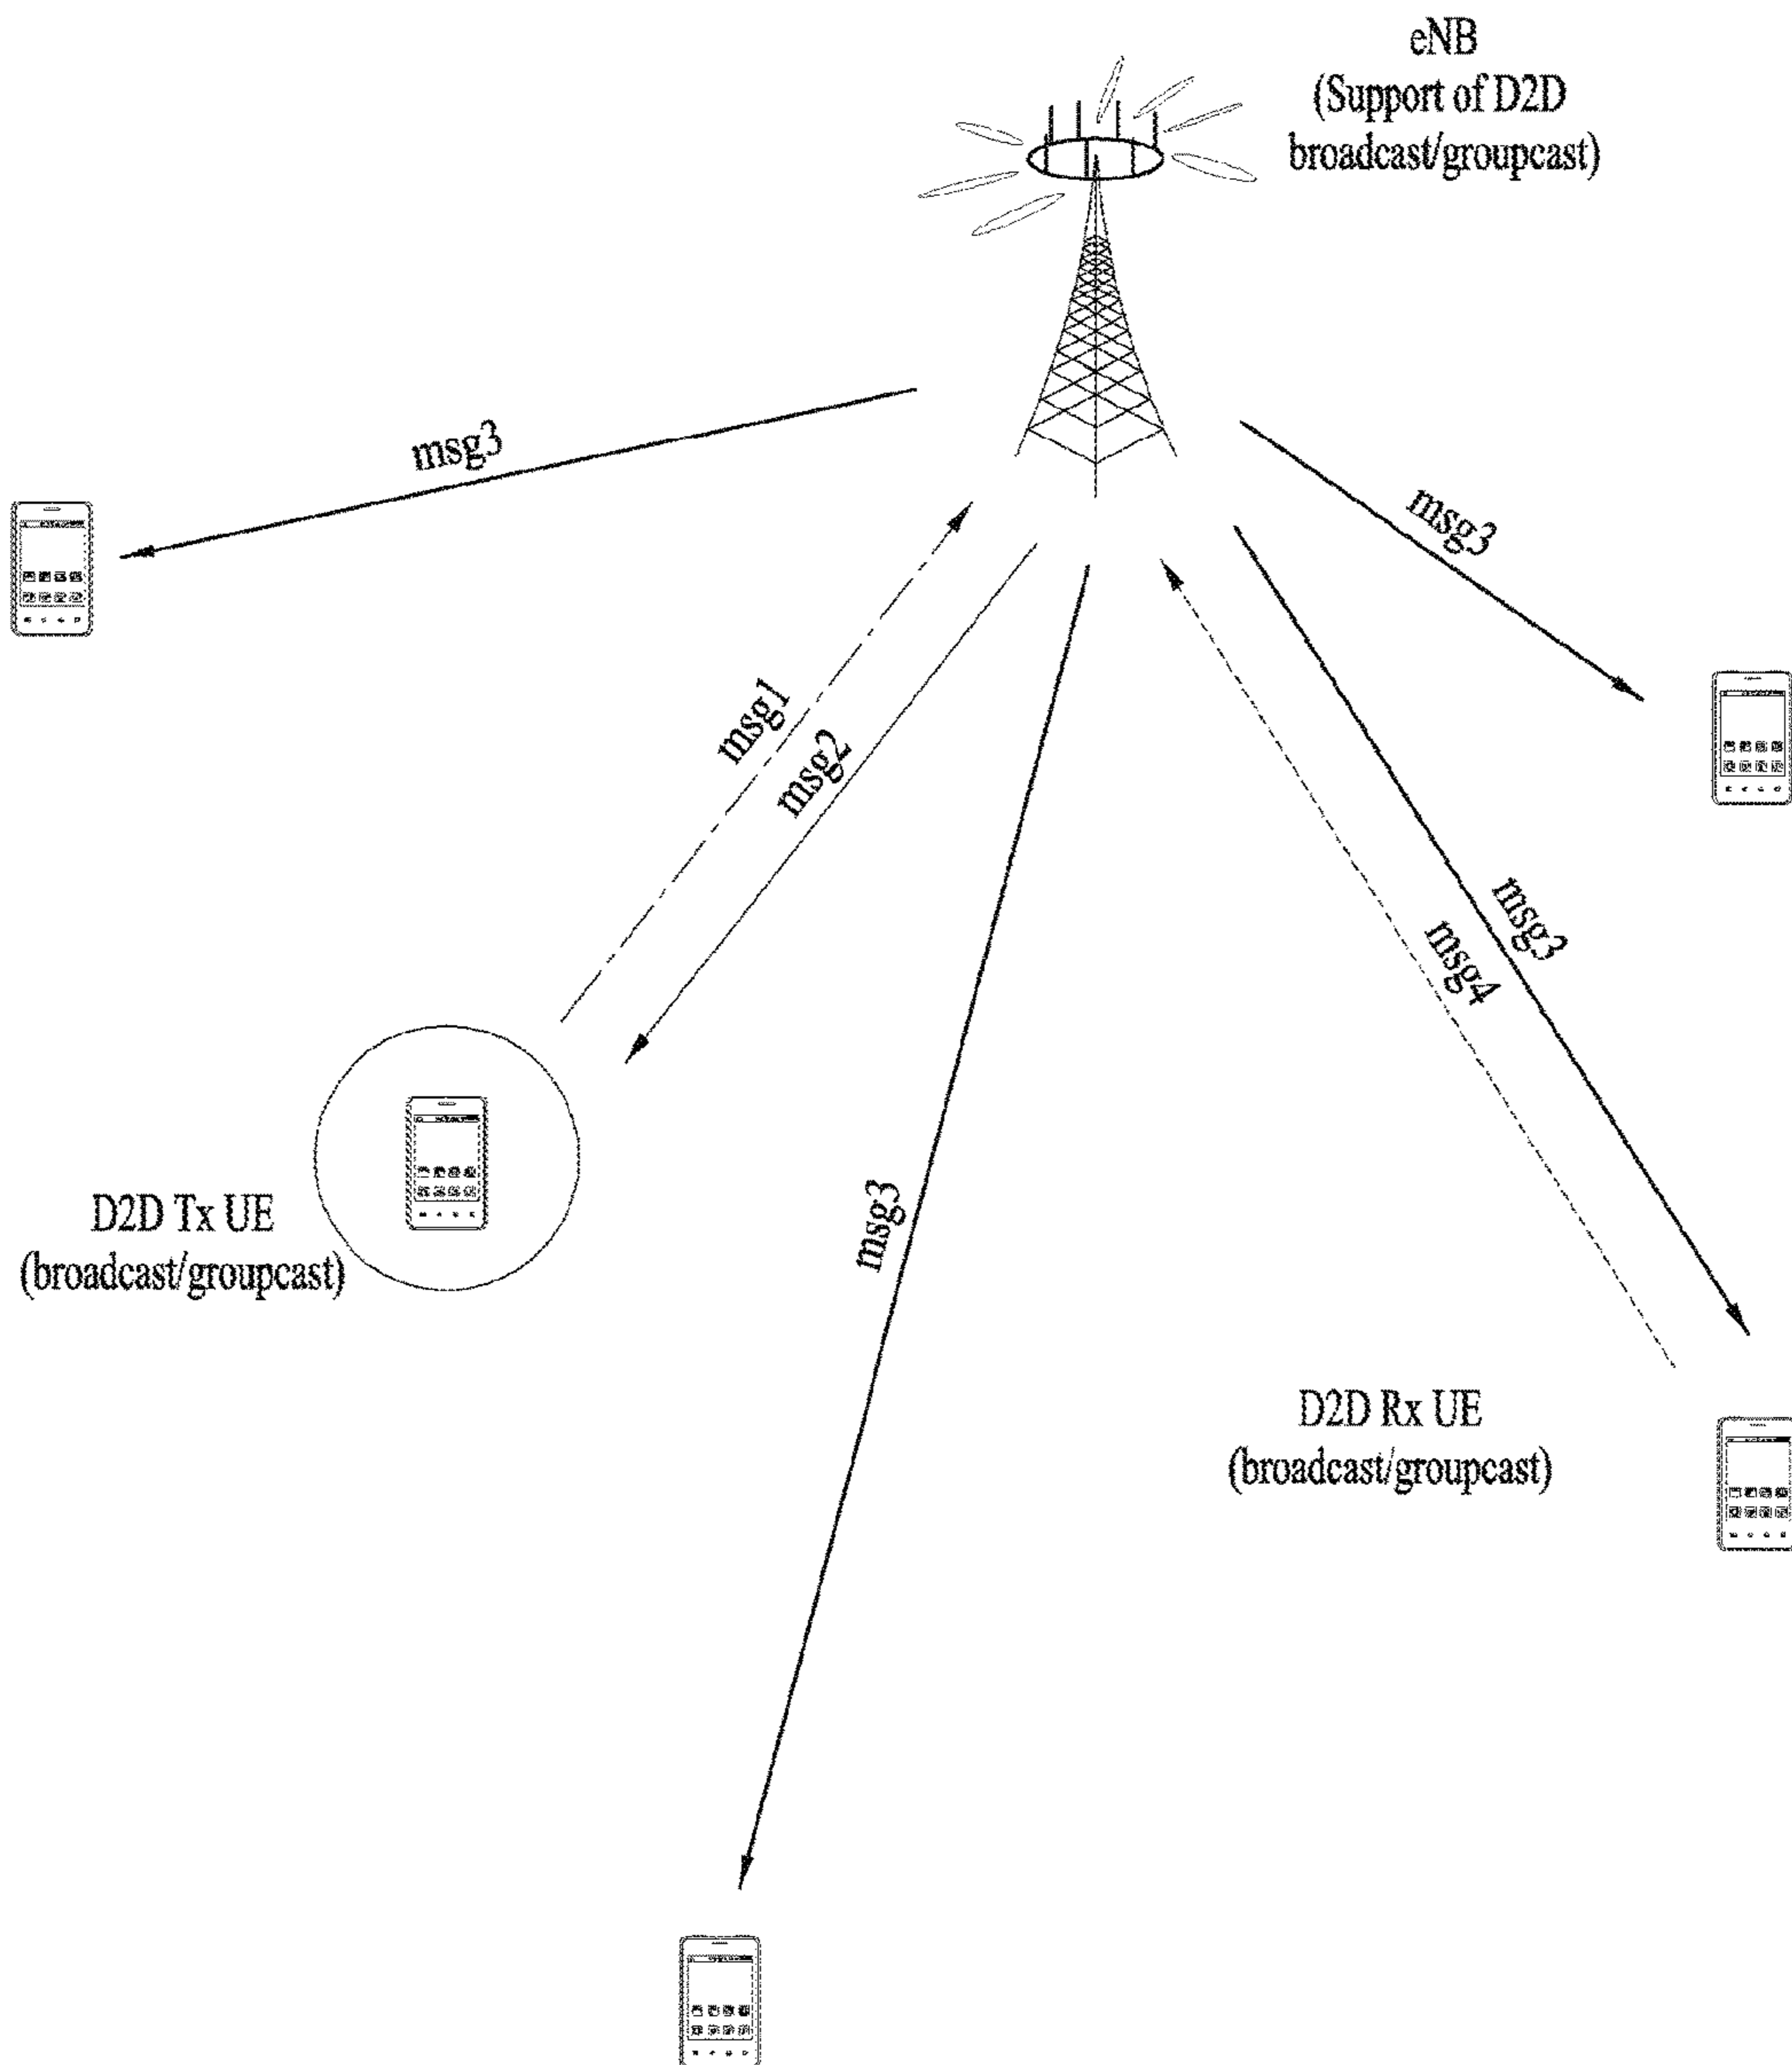 eNB
(Support of D2D
broadcast/groupcast)
msg3
msg3
msg1
msg2
msg3
msg4
msg3
D2D Tx UE
(broadcast/groupcast)
D2D Rx UE
(broadcast/groupcast)